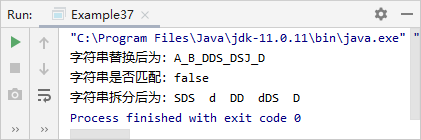 Run: Example37
"C:\Program Files\Java\jdk-11.0.11\bin\java.exe" "
字符串替换后为: A_B_DDS_DSJ_D
字符串是否匹配: false
字符串拆分后为: SDS  d  DD  dDS  D
Process finished with exit code 0